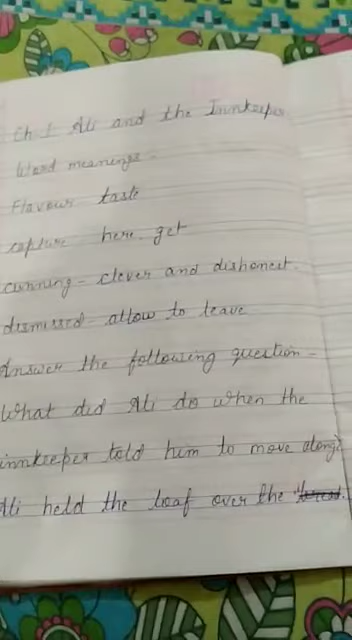 Ch 1 Ali and the Innkeeper
Word meanings -
Flavour taste
capture here get
cunning - clever and dishonest.
dismissed - allow to leave
Answer the following question -
What did Ali do when the
innkeeper told him to move along?
Ali held the loaf over the